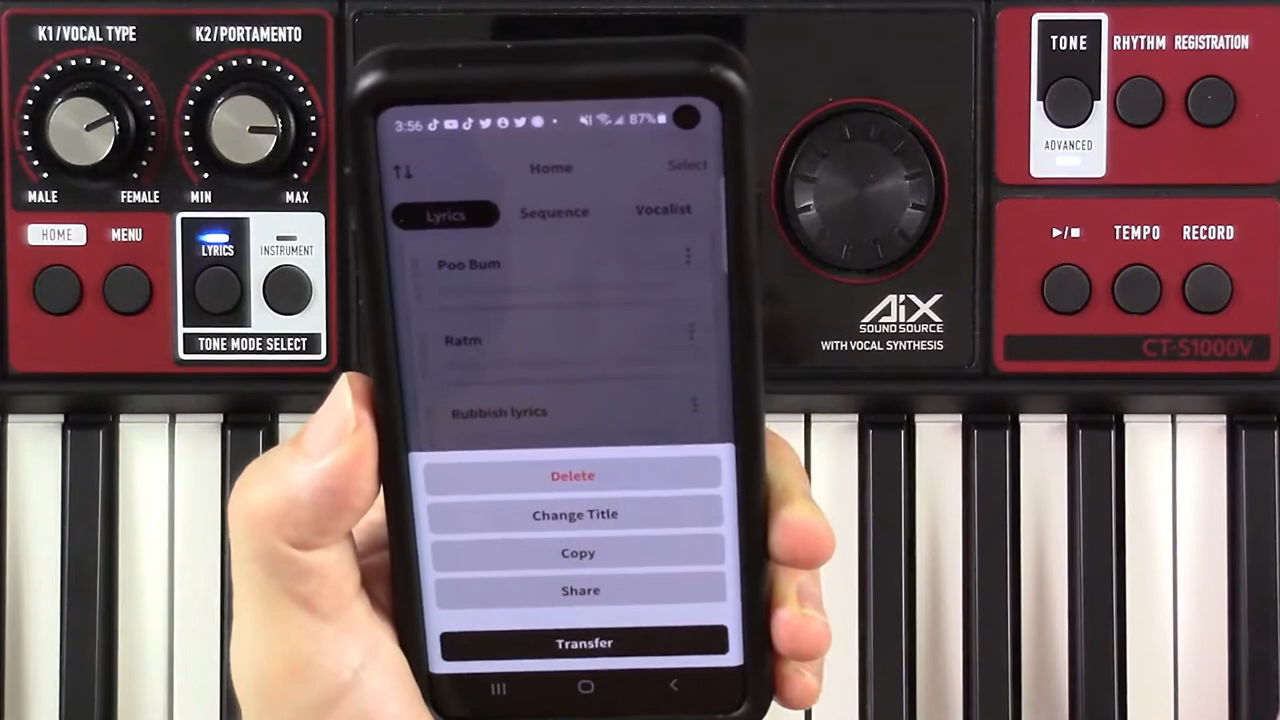 K1/VOCAL TYPE
K2/PORTAMENTO
MALE
FEMALE
MIN
MAX
HOME
MENU
LYRICS
INSTRUMENT
TONE MODE SELECT
3:56
87%
Home
Select
Lyrics
Sequence
Vocalist
Poo Bum
Ratm
Rubbish lyrics
Delete
Change Title
Copy
Share
Transfer
AiX
SOUND SOURCE
WITH VOCAL SYNTHESIS
TONE
RHYTHM
REGISTRATION
ADVANCED
TEMPO
RECORD
CT-S1000V